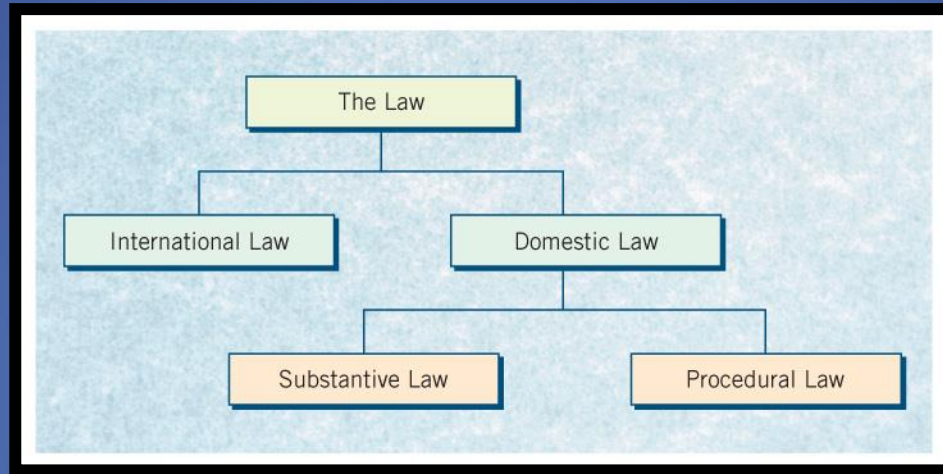 The Law
International Law
Domestic Law
Substantive Law
Procedural Law